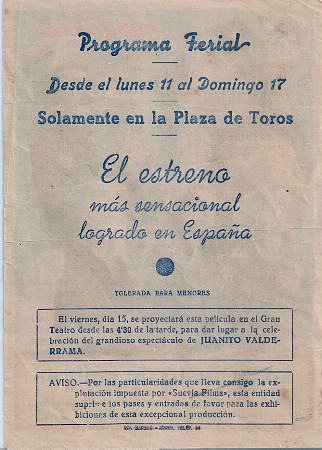 Programa Ferial
Desde el lunes 11 al Domingo 17
Solamente en la Plaza de Toros
El estreno
más sensacional
logrado en España
TOLERADA PARA MENORES
El viernes, día 15, se proyectará esta película en el Gran
Teatro desde las 4'30 de la tarde, para dar lugar a la cele-
bración del grandioso espectáculo de JUANITO VALDE-
RRAMA.
AVISO.—Por las particularidades que lleva consigo la ex-
plotación impuesta por «Suevia Films», esta entidad
suprime los pases y entradas de favor para las exhi-
biciones de esta excepcional producción.